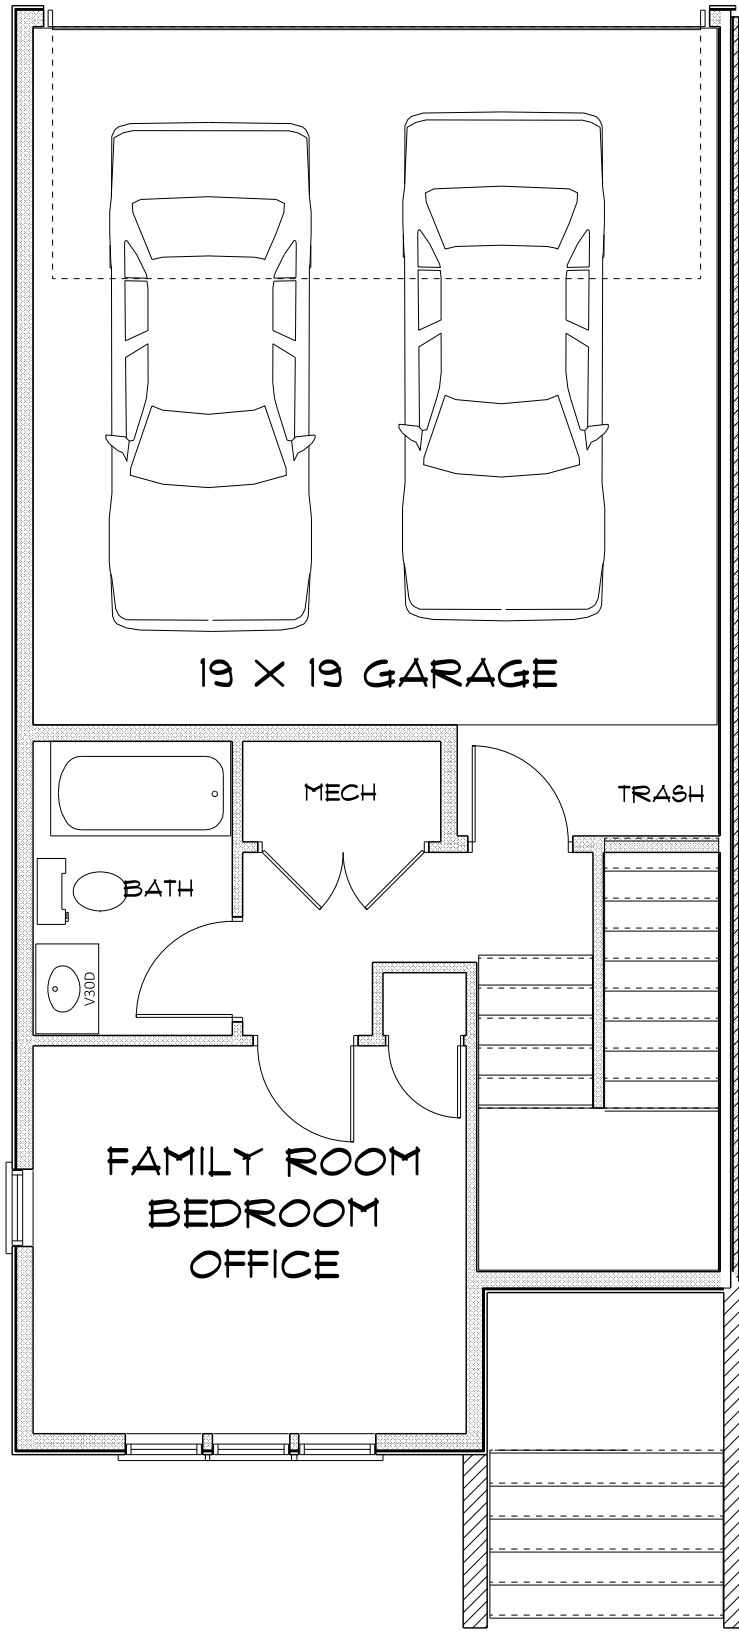 19 X 19 GARAGE
MECH
TRASH
BATH
V30D
FAMILY ROOM
BEDROOM
OFFICE